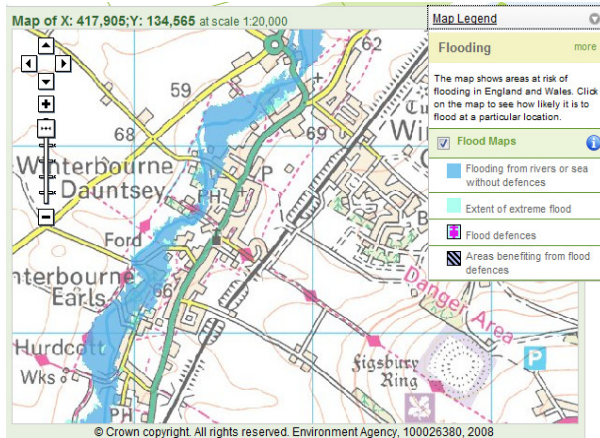 Map of X: 417,905;Y: 134,565 at scale 1:20,000
Map Legend
Flooding
more
The map shows areas at risk of
flooding in England and Wales. Click
on the map to see how likely it is to
flood at a particular location.
Flood Maps
Flooding from rivers or sea
without defences
Extent of extreme flood
Flood defences
Areas benefiting from flood
defences
62
59
68
69
Win
Winterbourne
Dauntsey
P
PH
Ford
nterbourne
Earls
66
Hurdcott
Wks
PH
B
Danger Area
Figsbury
Ring
P
© Crown copyright. All rights reserved. Environment Agency, 100026380, 2008